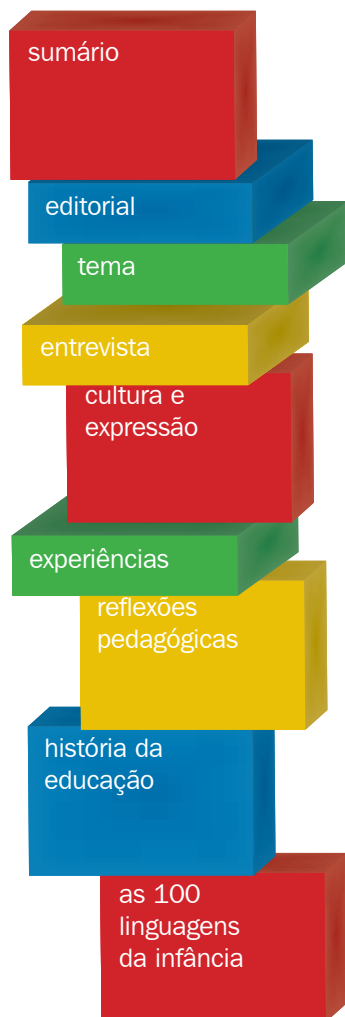 sumário
editorial
tema
entrevista
cultura e
expressão
experiências
reflexões
pedagógicas
história da
educação
as 100
linguagens
da infância